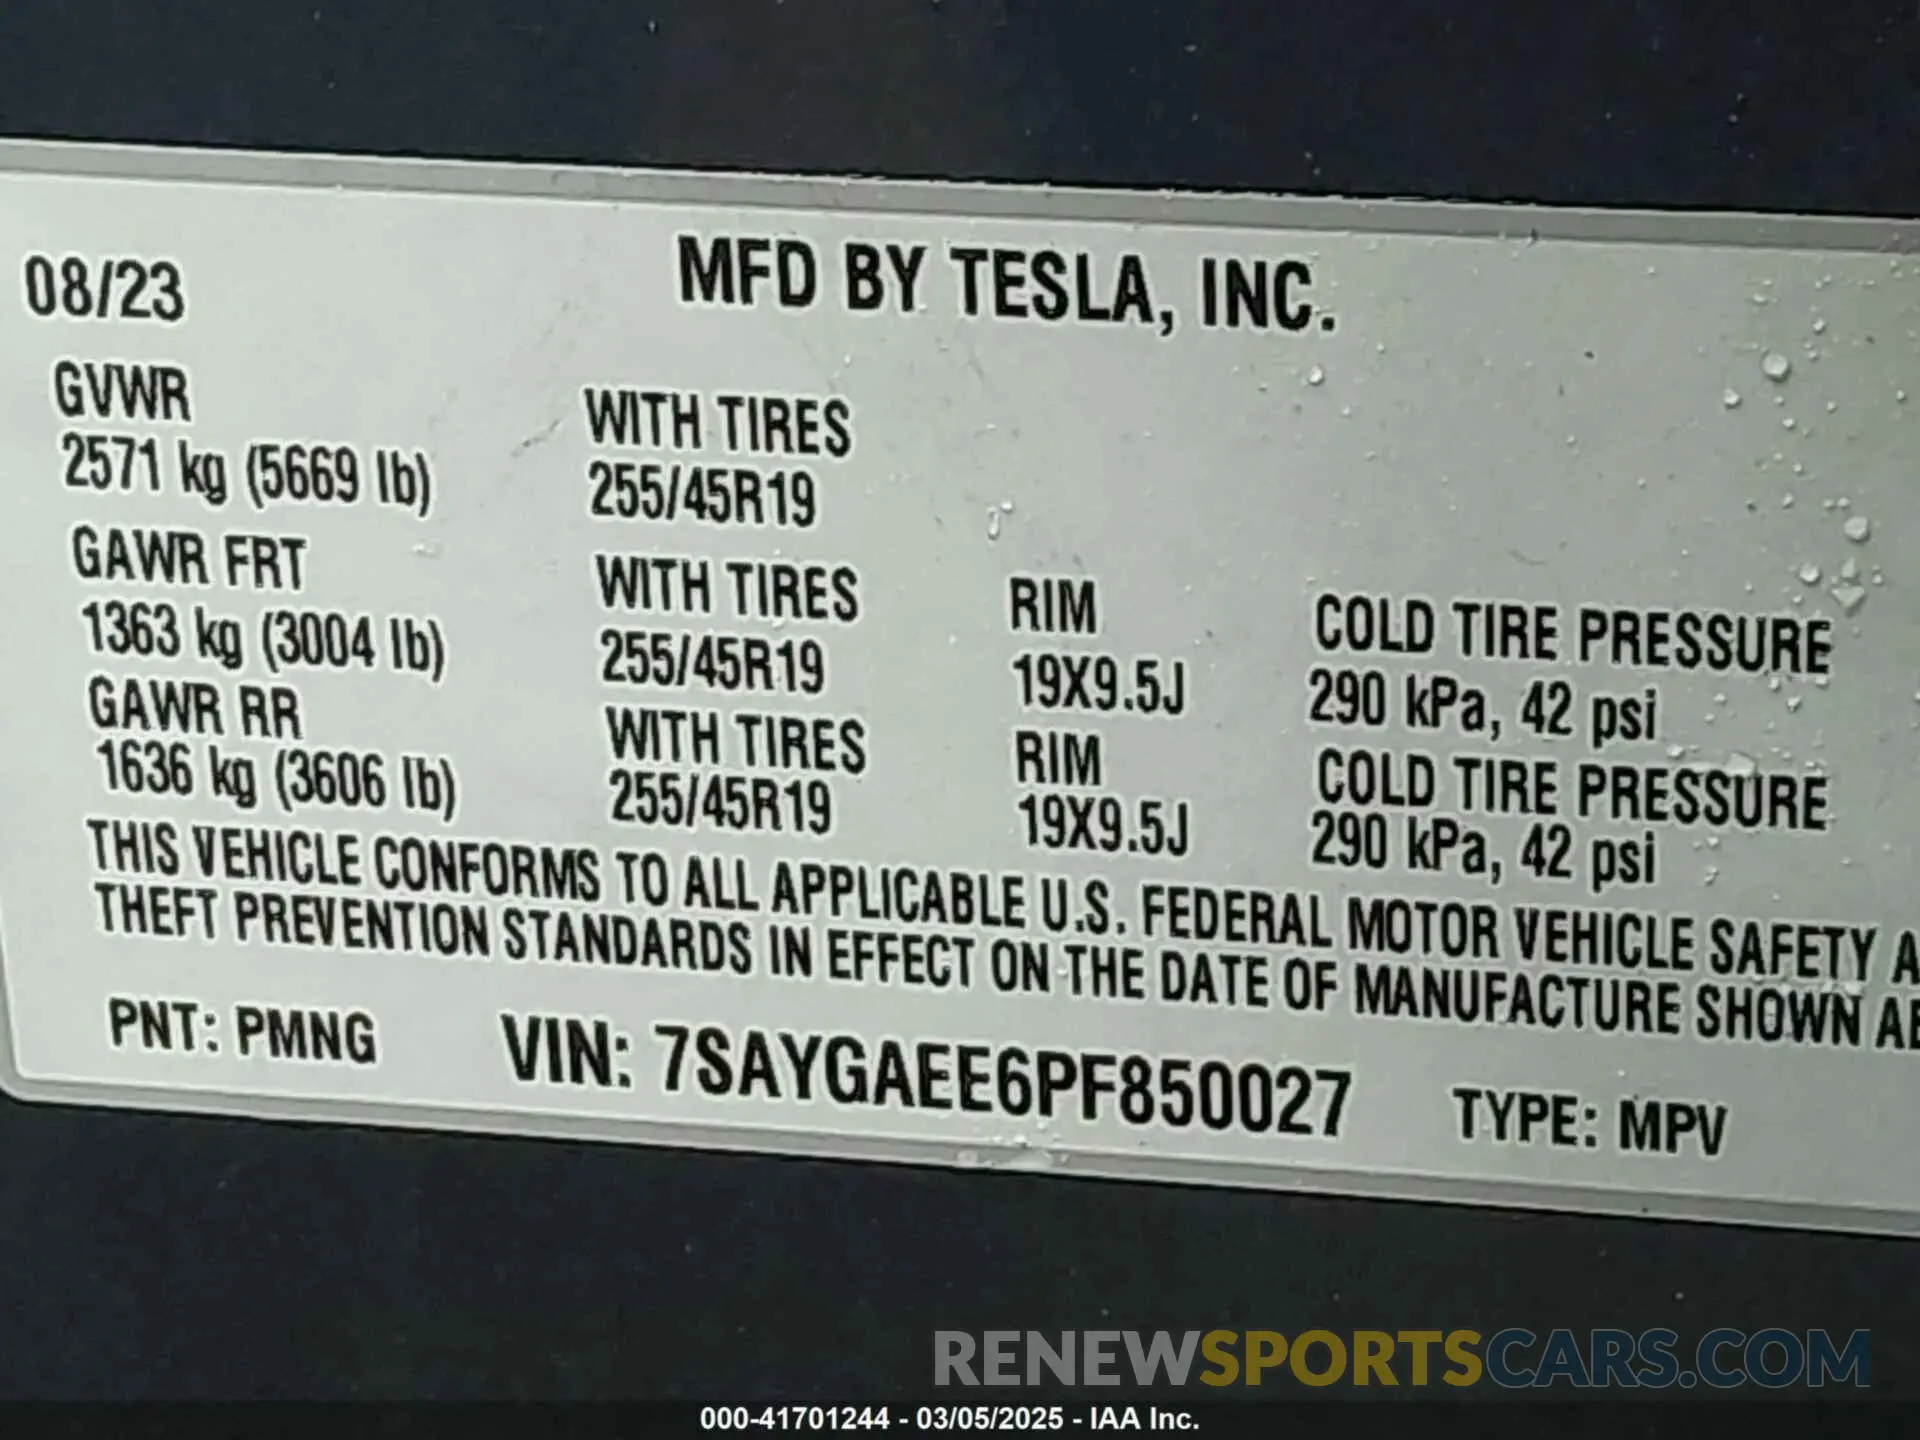 08/23 MFD BY TESLA, INC.
GVWR WITH TIRES
2571 kg (5669 lb) 255/45R19
GAWR FRT WITH TIRES RIM COLD TIRE PRESSURE
1363 kg (3004 lb) 255/45R19 19X9.5J 290 kPa, 42 psi
GAWR RR WITH TIRES RIM COLD TIRE PRESSURE
1636 kg (3606 lb) 255/45R19 19X9.5J 290 kPa, 42 psi
THIS VEHICLE CONFORMS TO ALL APPLICABLE U.S. FEDERAL MOTOR VEHICLE SAFETY
THEFT PREVENTION STANDARDS IN EFFECT ON THE DATE OF MANUFACTURE SHOWN
PNT: PMNG VIN: 7SAYGAEE6PF850027 TYPE: MPV
RENEWSPORTSCARS.COM
000-41701244 - 03/05/2025 - IAA Inc.